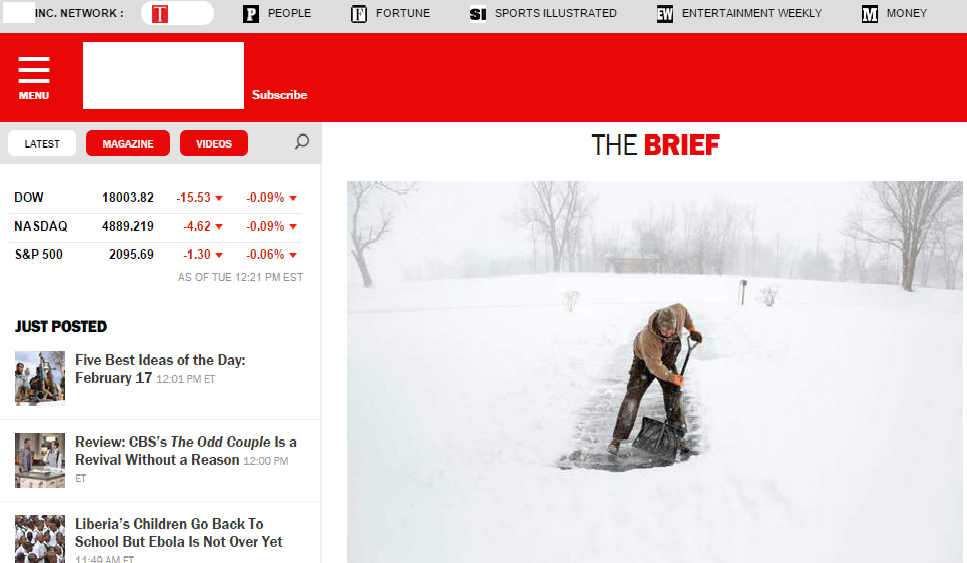 INC. NETWORK :
T
P PEOPLE
F FORTUNE
SI SPORTS ILLUSTRATED
EW ENTERTAINMENT WEEKLY
M MONEY
MENU
Subscribe
LATEST MAGAZINE VIDEOS
DOW 18003.82 -15.53 -0.09%
NASDAQ 4889.219 -4.62 -0.09%
S&P 500 2095.69 -1.30 -0.06%
AS OF TUE 12:21 PM EST
JUST POSTED
Five Best Ideas of the Day:
February 17 12:01 PM ET
Review: CBS’s The Odd Couple Is a
Revival Without a Reason 12:00 PM
ET
Liberia’s Children Go Back To
School But Ebola Is Not Over Yet
11:49 AM ET
THE BRIEF